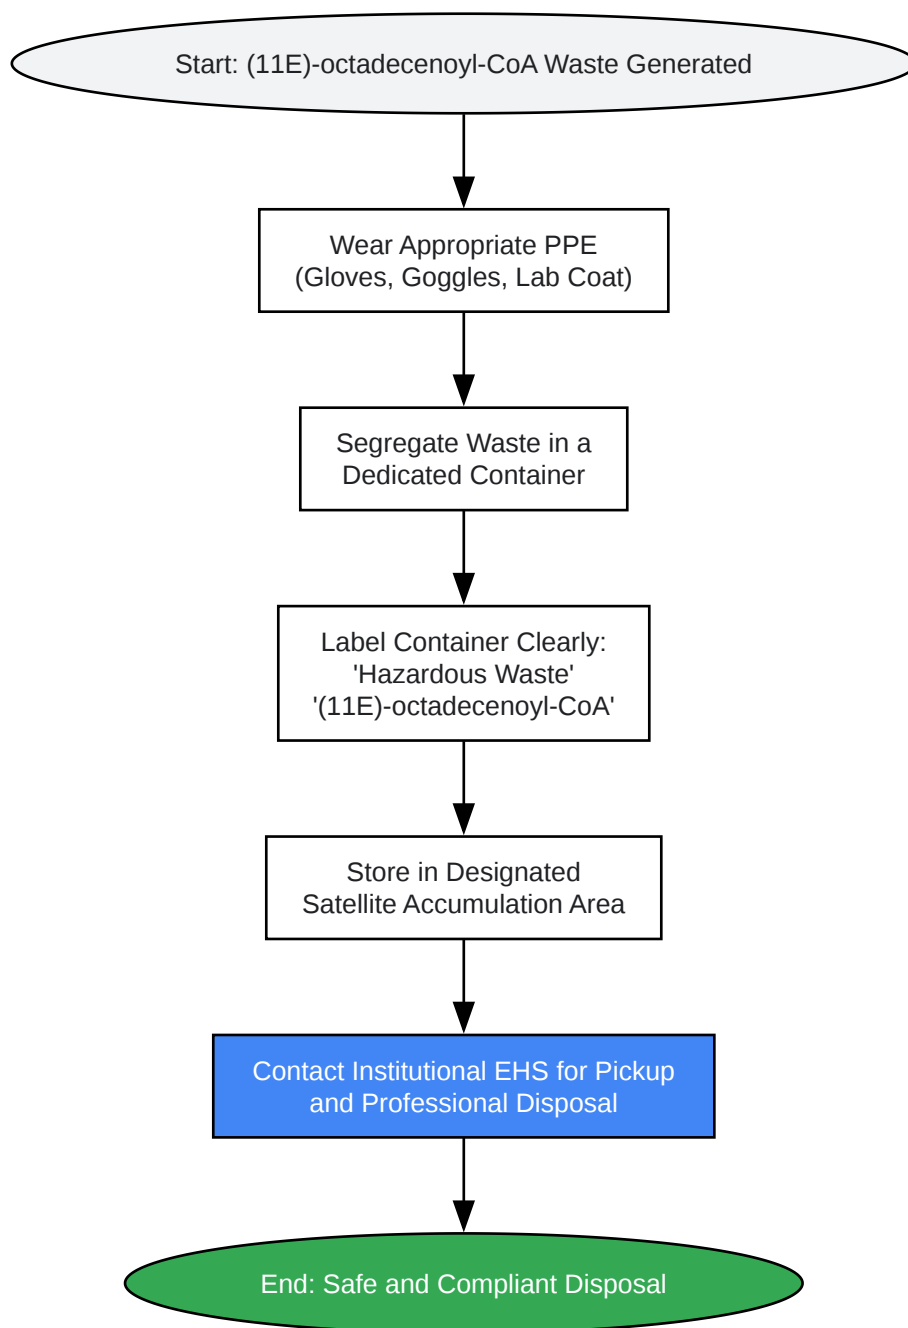 Start: (11E)-octadecenoyl-CoA Waste Generated
Wear Appropriate PPE
(Gloves, Goggles, Lab Coat)
Segregate Waste in a
Dedicated Container
Label Container Clearly:
'Hazardous Waste'
'(11E)-octadecenoyl-CoA'
Store in Designated
Satellite Accumulation Area
Contact Institutional EHS for Pickup
and Professional Disposal
End: Safe and Compliant Disposal